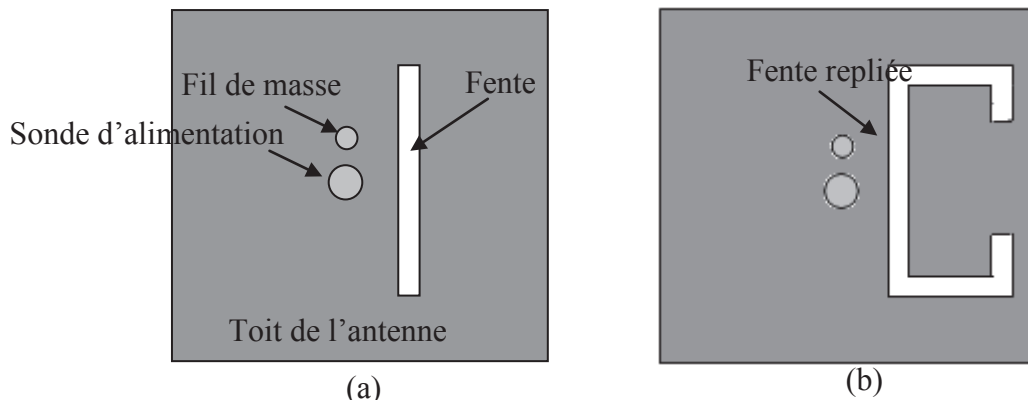 Fil de masse
Fente
Sonde d'alimentation
Toit de l'antenne
(a)
Fente repliée
(b)